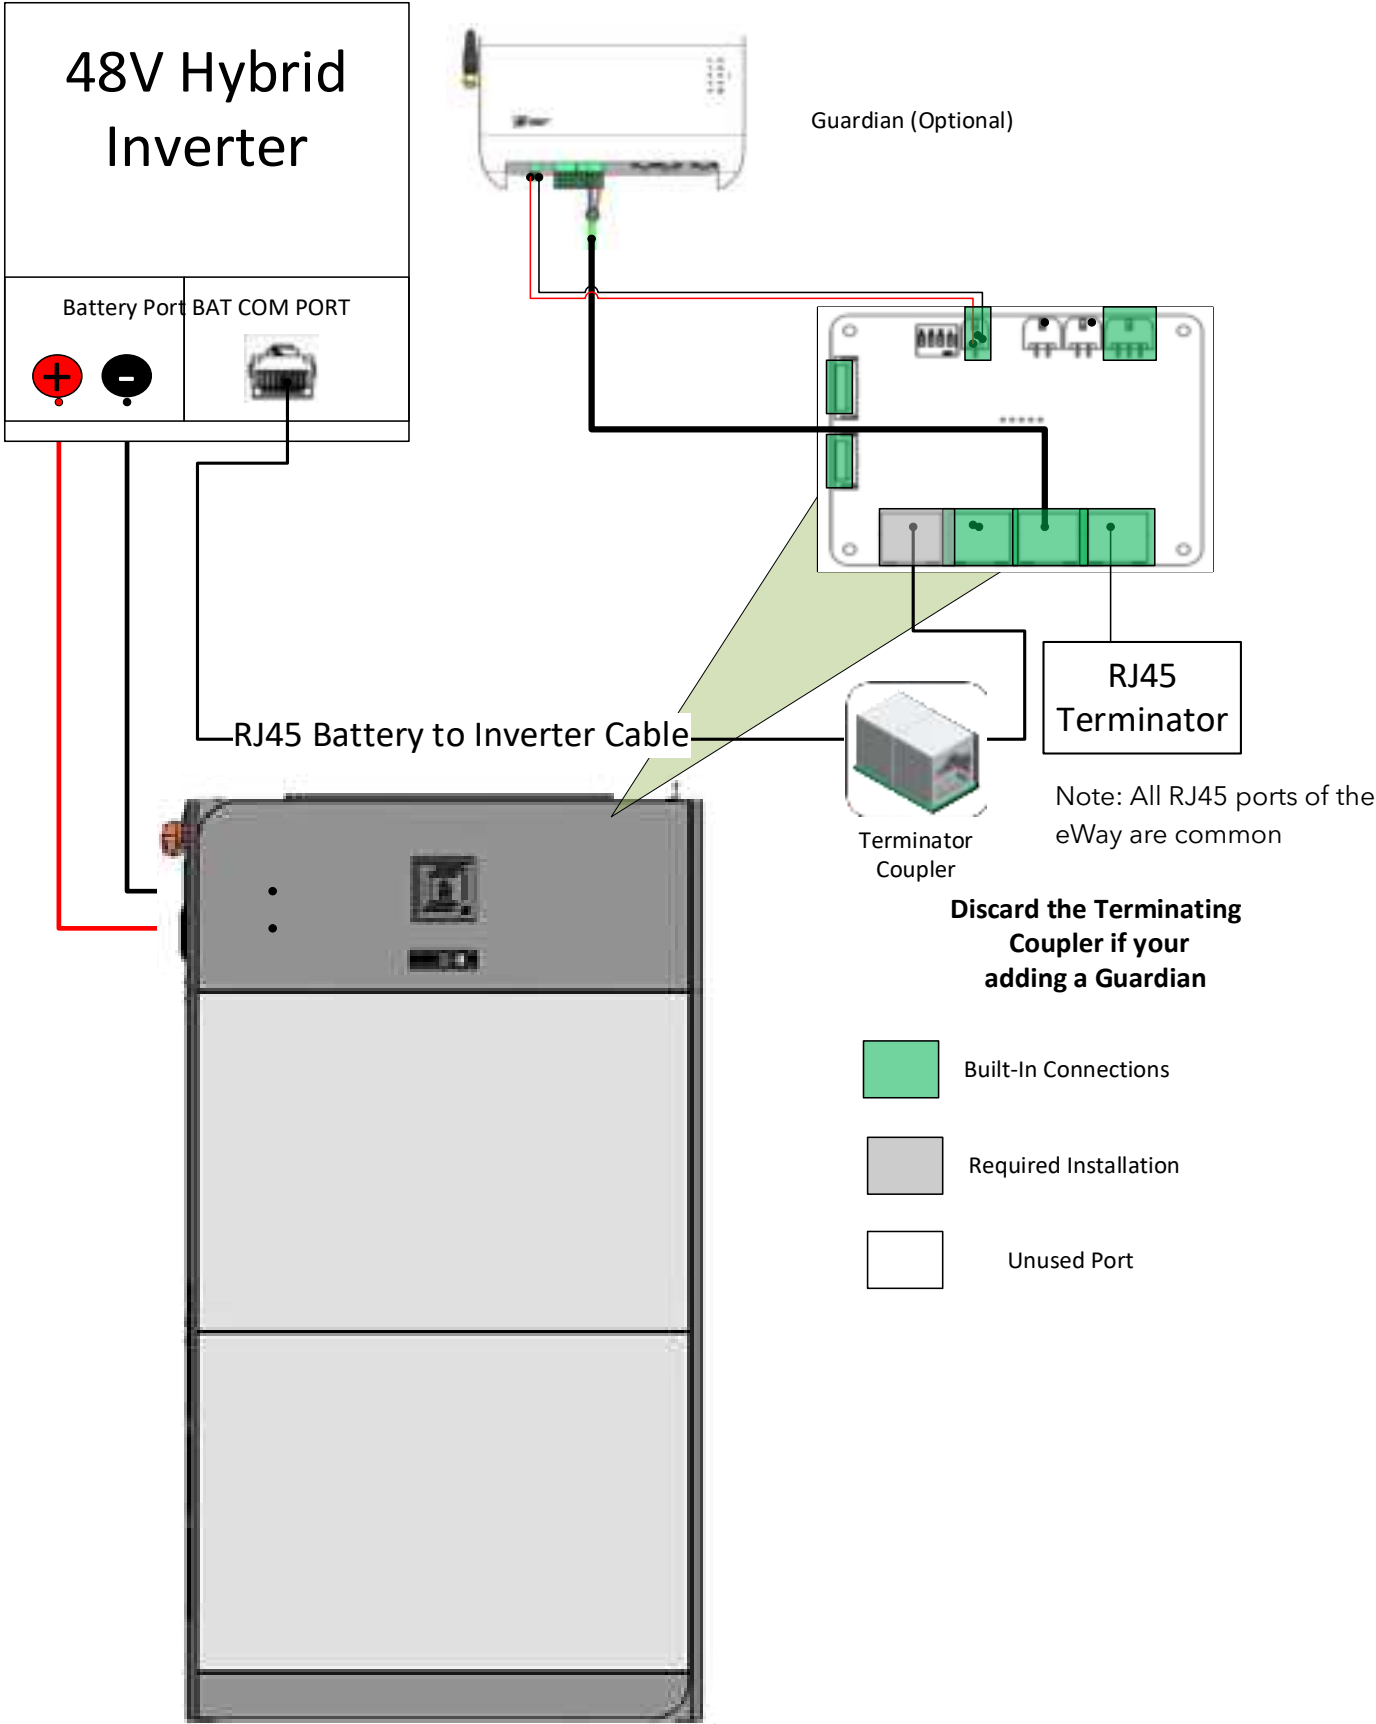 48V Hybrid
Inverter
Guardian (Optional)
Battery Port
BAT COM PORT
+
-
RJ45 Battery to Inverter Cable
RJ45
Terminator
Terminator
Coupler
Note: All RJ45 ports of the
eWay are common
Discard the Terminating
Coupler if your
adding a Guardian
Built-In Connections
Required Installation
Unused Port